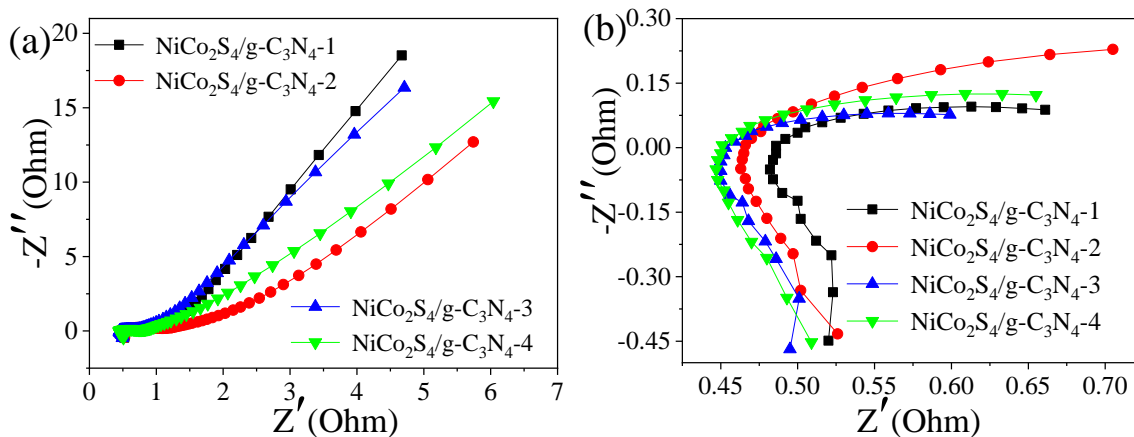 (a)
NiCo₂S₄/g-C₃N₄-1
NiCo₂S₄/g-C₃N₄-2
NiCo₂S₄/g-C₃N₄-3
NiCo₂S₄/g-C₃N₄-4
-Z′′(Ohm)
20
15
10
5
0
0 1 2 3 4 5 6 7
Z′(Ohm)
(b)
NiCo₂S₄/g-C₃N₄-1
NiCo₂S₄/g-C₃N₄-2
NiCo₂S₄/g-C₃N₄-3
NiCo₂S₄/g-C₃N₄-4
-Z′′(Ohm)
0.30
0.15
0.00
-0.15
-0.30
-0.45
0.45 0.50 0.55 0.60 0.65 0.70
Z′(Ohm)